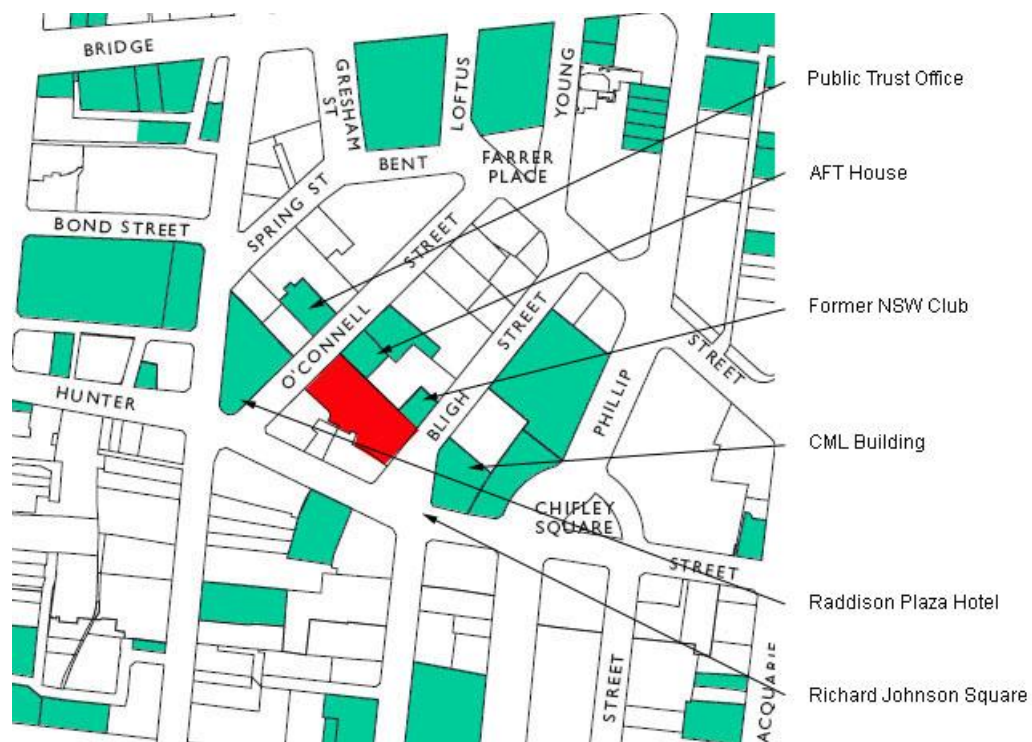 BRIDGE
GRESHAM
ST
LOFTUS
YOUNG
BENT
FARRER
PLACE
SPRING ST
BOND STREET
O'CONNELL
STREET
BLIGH
STREET
PHILLIP
STREET
HUNTER
CHIFLEY
SQUARE
STREET
STREET
ACQUARIE
Public Trust Office
AFT House
Former NSW Club
CML Building
Raddison Plaza Hotel
Richard Johnson Square